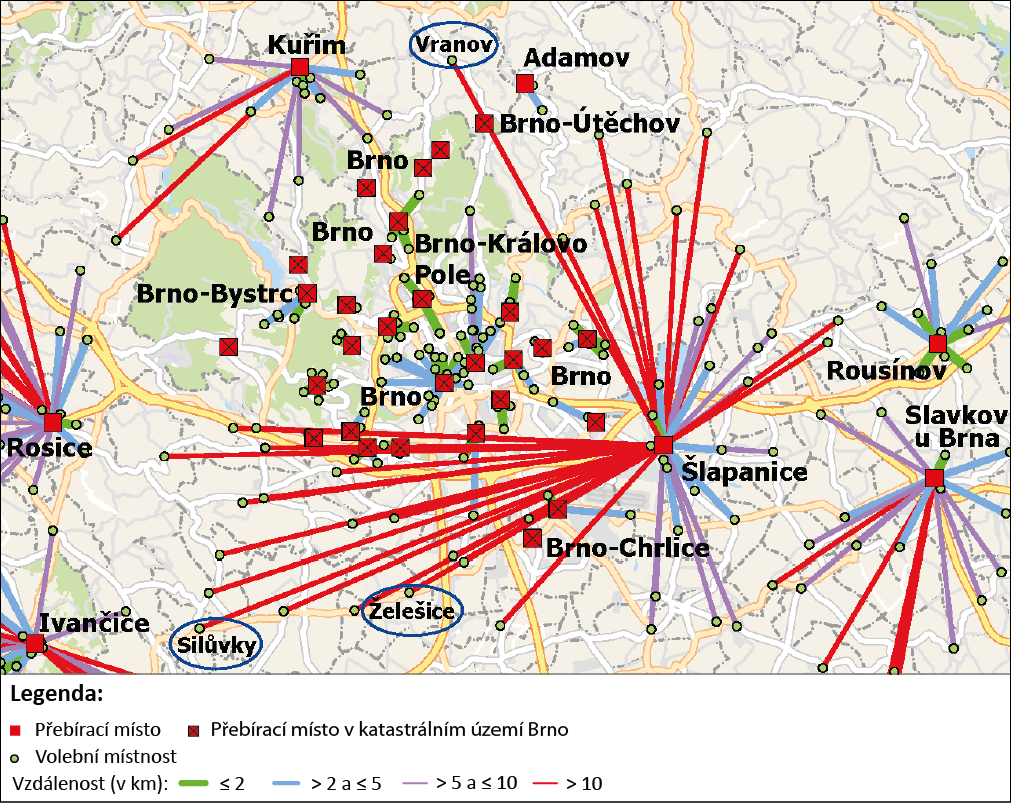 Kuřim
Vranov
Adamov
Brno-Útěchov
Brno
Brno
Brno-Královo
Pole
Brno-Bystrc
Brno
Brno
Rousínov
Slavkov
u Brna
Rosice
Šlapanice
Brno-Chrlice
Želešice
Ivančice
Silůvky
Legenda:
Přebírací místo
Přebírací místo v katastrálním území Brno
Volební místnost
Vzdálenost (v km): ≤ 2 > 2 a ≤ 5 > 5 a ≤ 10 > 10